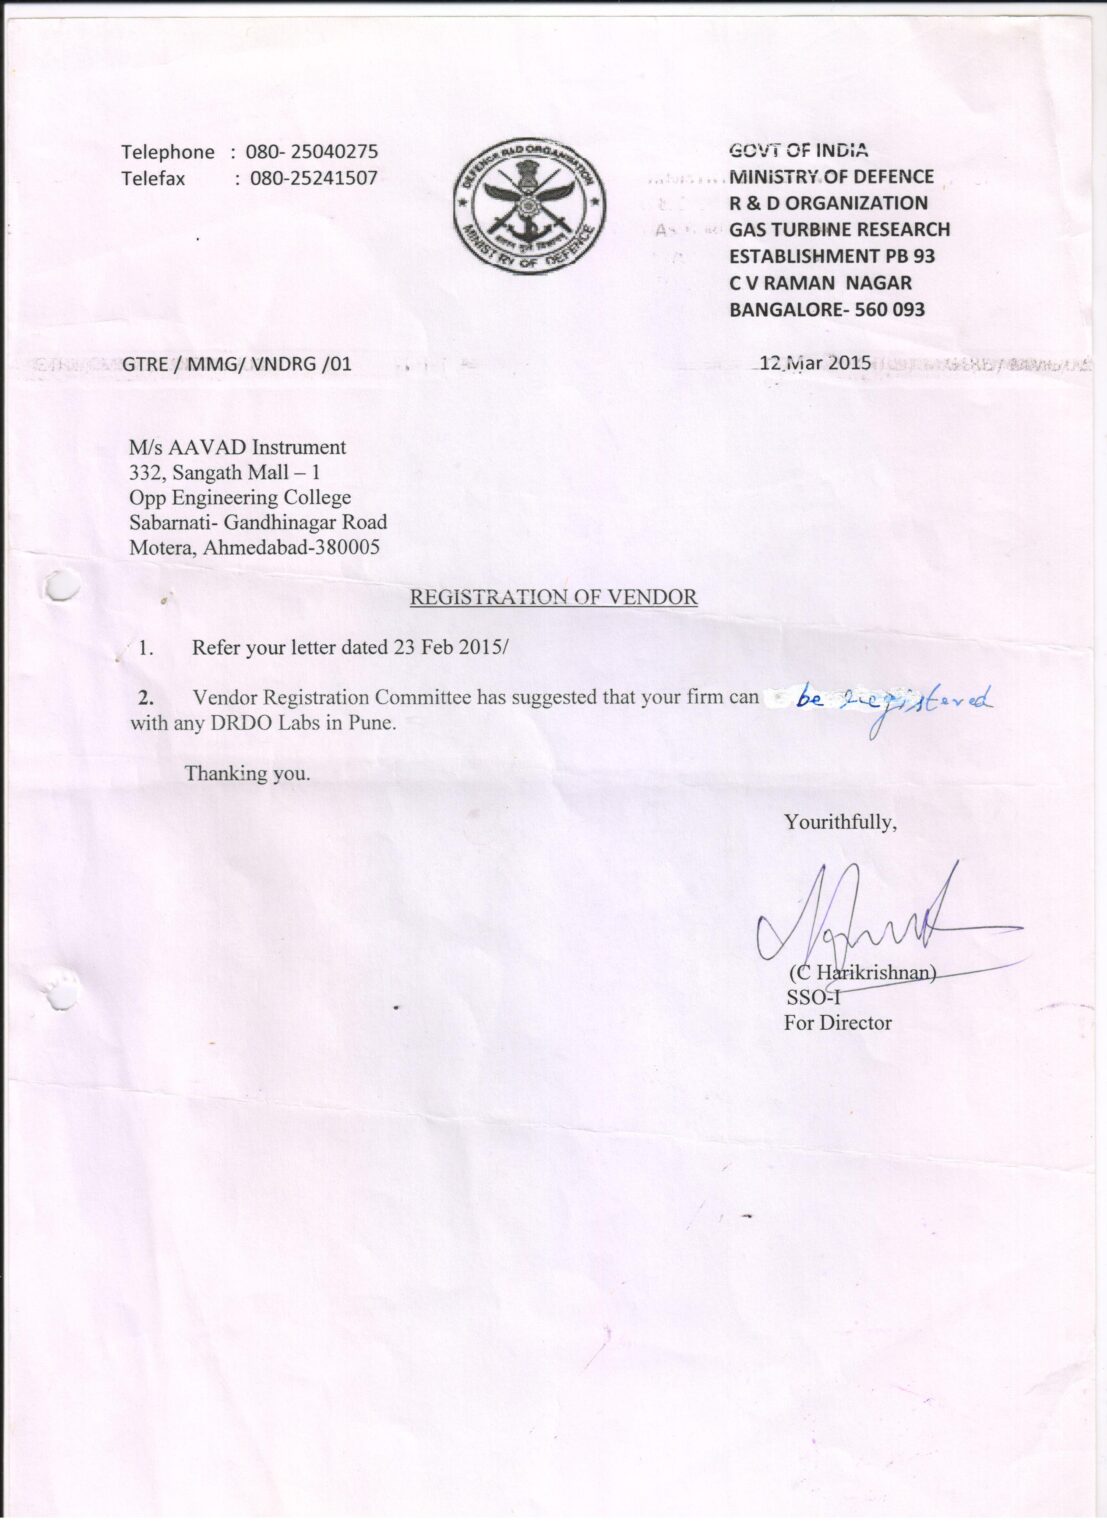 Telephone : 080- 25040275
Telefax : 080-25241507
DEFENCE R&D ORGANISATION
MINISTRY OF DEFENCE
GOVT OF INDIA
MINISTRY OF DEFENCE
R & D ORGANIZATION
GAS TURBINE RESEARCH
ESTABLISHMENT PB 93
C V RAMAN NAGAR
BANGALORE- 560 093
GTRE / MMG/ VNDRG /01
12 Mar 2015
M/s AAVAD Instrument
332, Sangath Mall – 1
Opp Engineering College
Sabarnati- Gandhinagar Road
Motera, Ahmedabad-380005
REGISTRATION OF VENDOR
1. Refer your letter dated 23 Feb 2015/
2. Vendor Registration Committee has suggested that your firm can be registered
with any DRDO Labs in Pune.
Thanking you.
Yourithfully,
(C Harikrishnan)
SSO-I
For Director